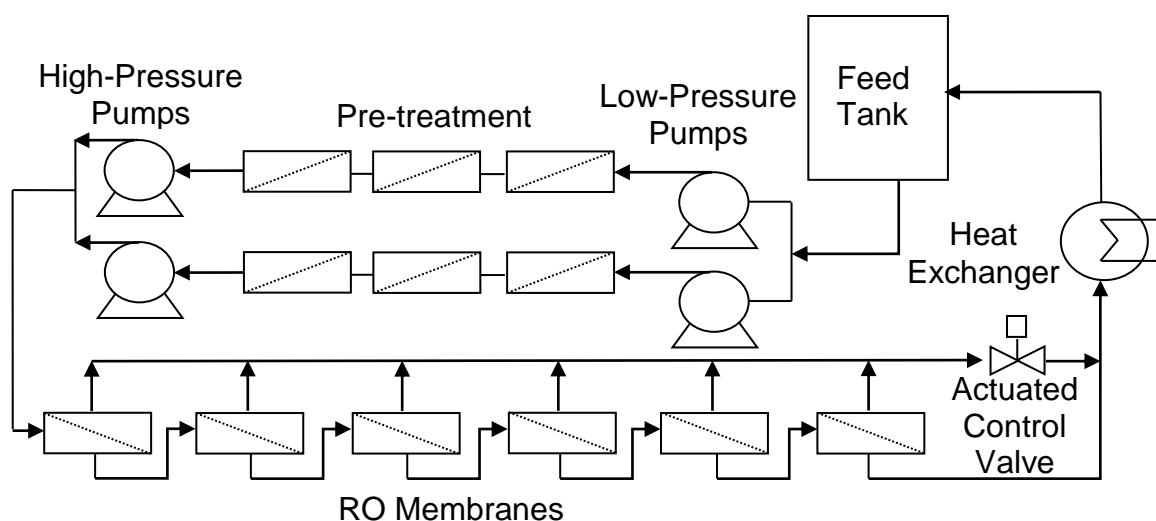 High-Pressure
Pumps
Pre-treatment
Low-Pressure
Pumps
Feed
Tank
Heat
Exchanger
Actuated
Control
Valve
RO Membranes